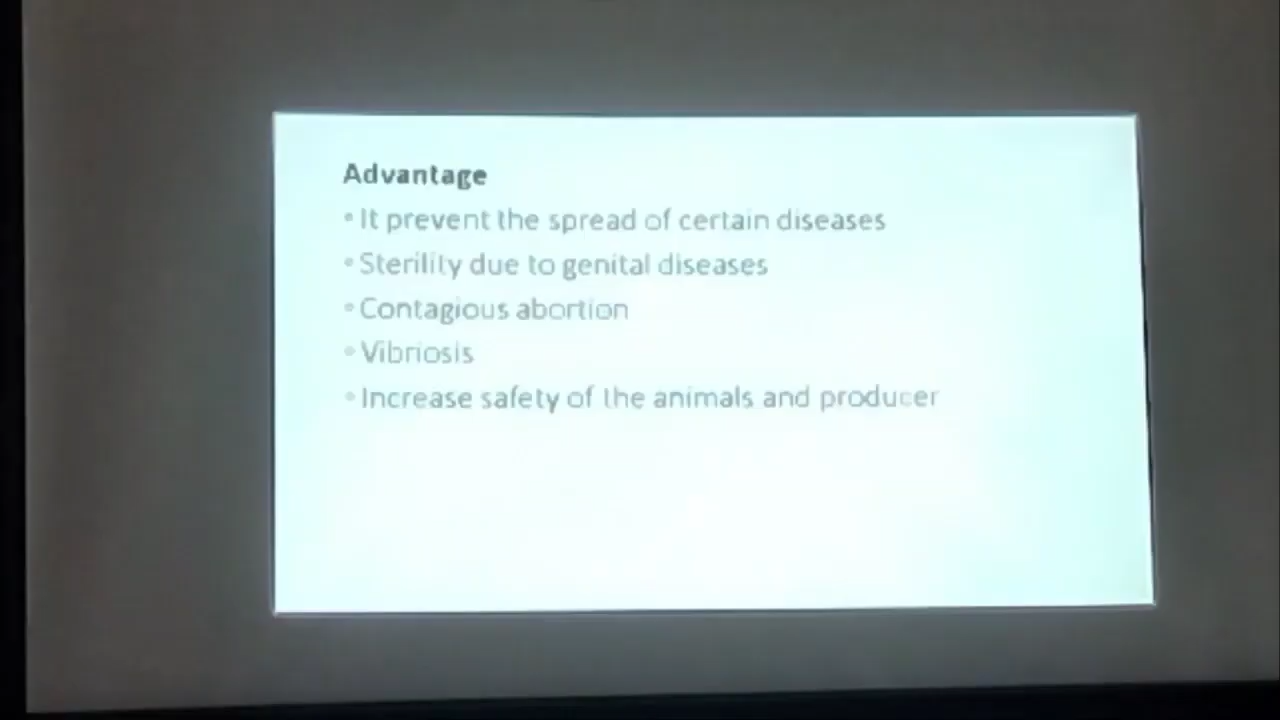 Advantage
• It prevent the spread of certain diseases
• Sterility due to genital diseases
• Contagious abortion
• Vibriosis
• Increase safety of the animals and producer